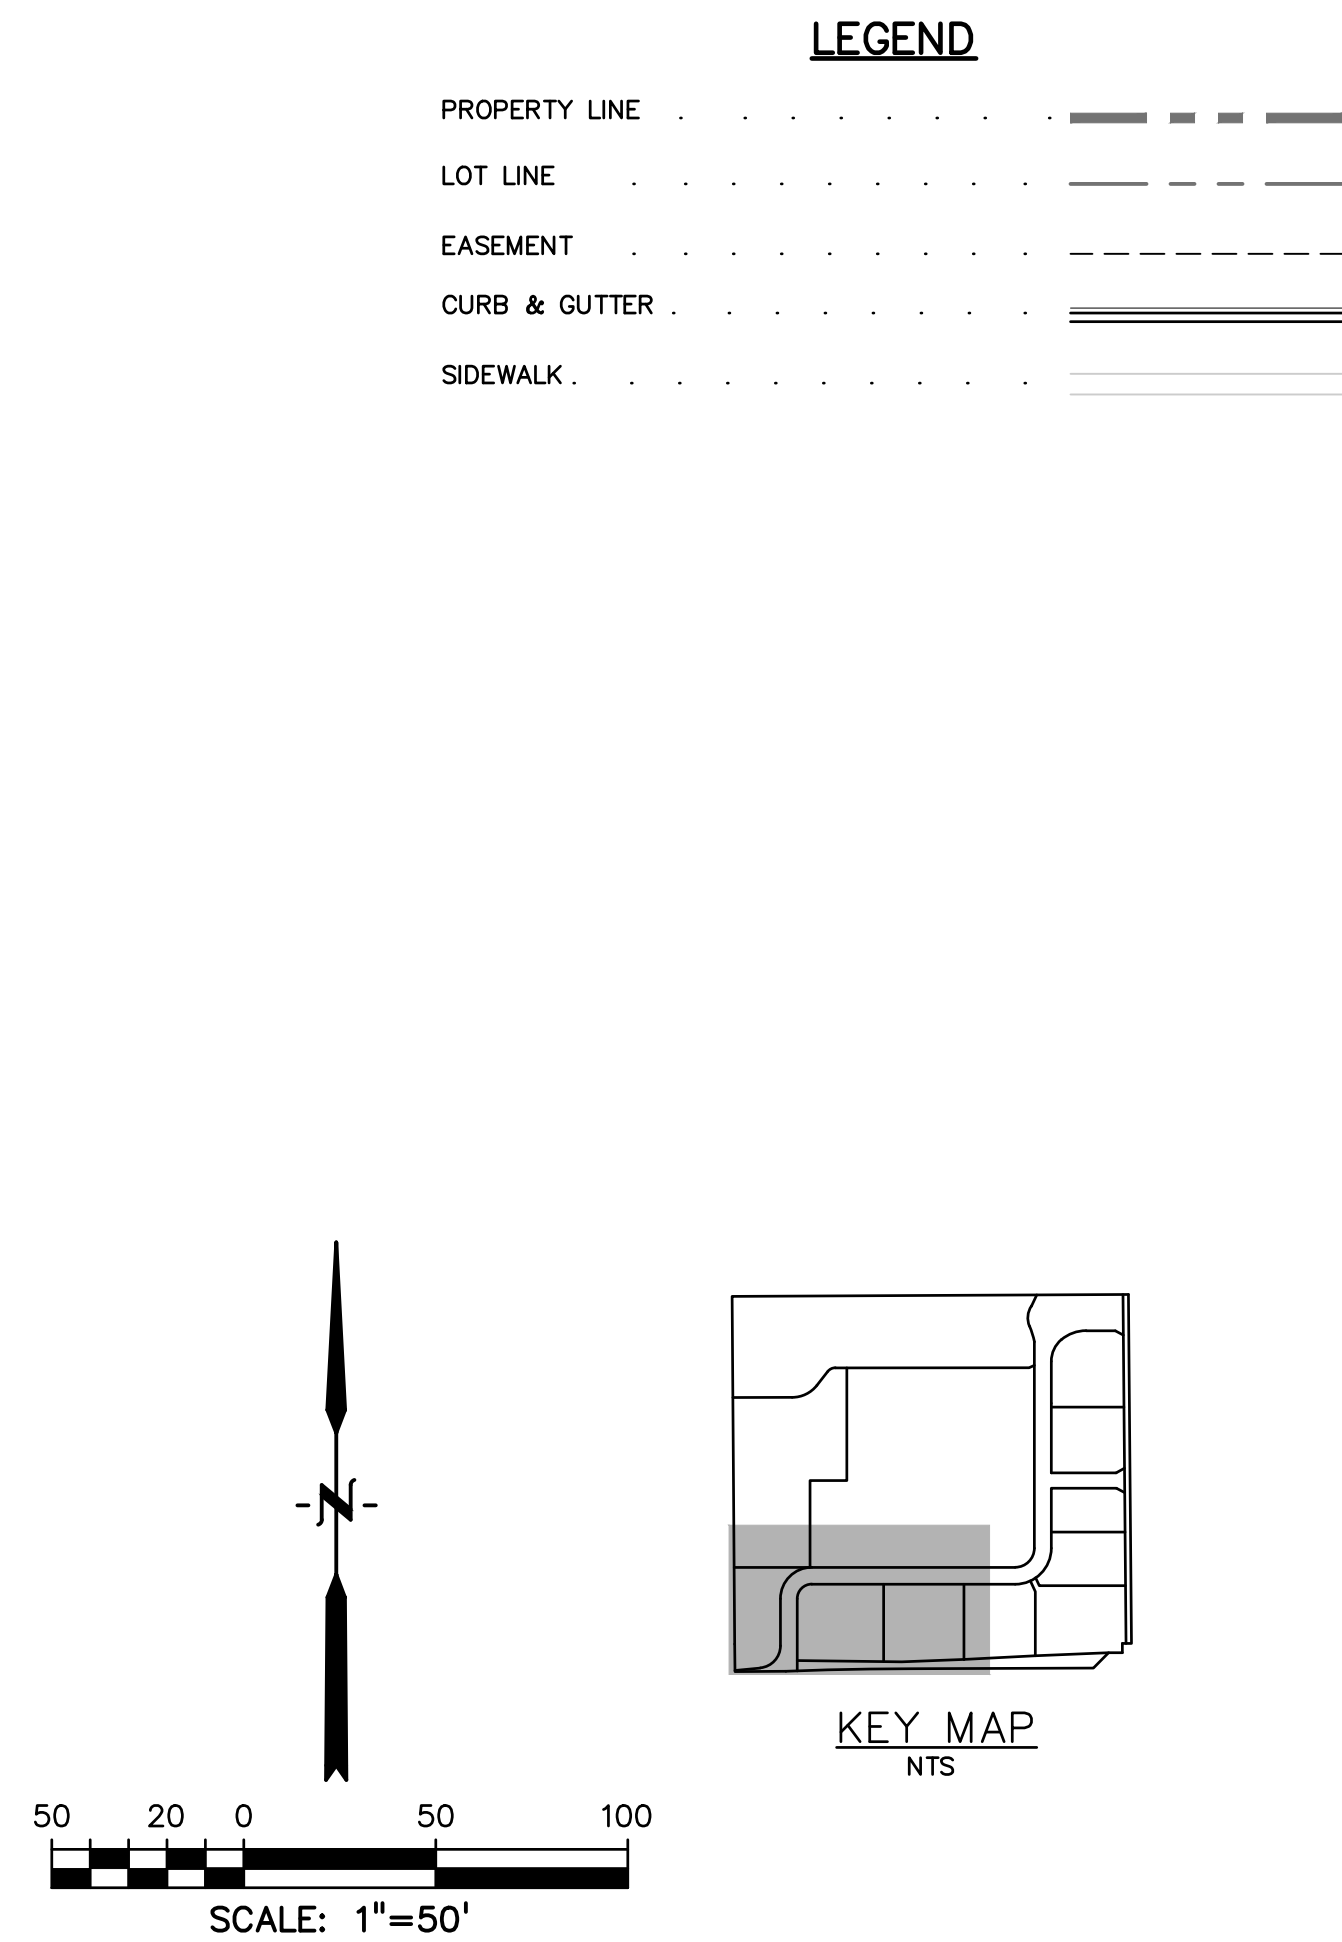 LEGEND
PROPERTY LINE . . . . . . . .
LOT LINE . . . . . . . . .
EASEMENT . . . . . . . . .
CURB & GUTTER . . . . . . . .
SIDEWALK . . . . . . . . . .
-N-
KEY MAP
NTS
50 20 0 50 100
SCALE: 1"=50'